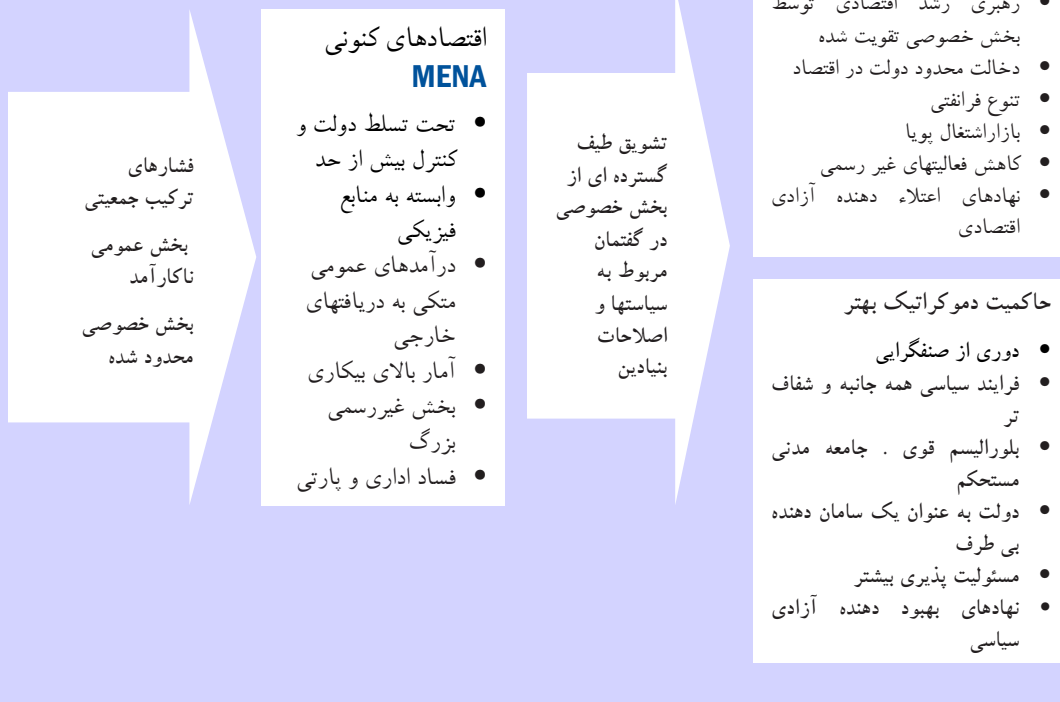 فشارهای
ترکیب جمعیتی
بخش عمومی
ناکارآمد
بخش خصوصی
محدود شده
اقتصادهای کنونی
MENA
• تحت تسلط دولت و
کنترل بیش از حد
• وابسته به منابع
فیزیکی
• درآمدهای عمومی
متکی به دریافتهای
خارجی
• آمار بالای بیکاری
• بخش غیررسمی
بزرگ
• فساد اداری و پارتی
تشویق طیف
گسترده ای از
بخش خصوصی
در گفتمان
مربوط به
سیاستها و
اصلاحات
بنیادین
• رهبری رشد اقتصادی توسط
بخش خصوصی تقویت شده
• دخالت محدود دولت در اقتصاد
• تنوع فرانفتی
• بازاراشتغال پویا
• کاهش فعالیتهای غیر رسمی
• نهادهای اعتلاء دهنده آزادی
اقتصادی
حاکمیت دموکراتیک بهتر
• دوری از صنفگرایی
• فرایند سیاسی همه جانبه و شفاف
تر
• بلورالیسم قوی . جامعه مدنی
مستحکم
• دولت به عنوان یک سامان دهنده
بی طرف
• مسئولیت پذیری بیشتر
• نهادهای بهبود دهنده آزادی
سیاسی